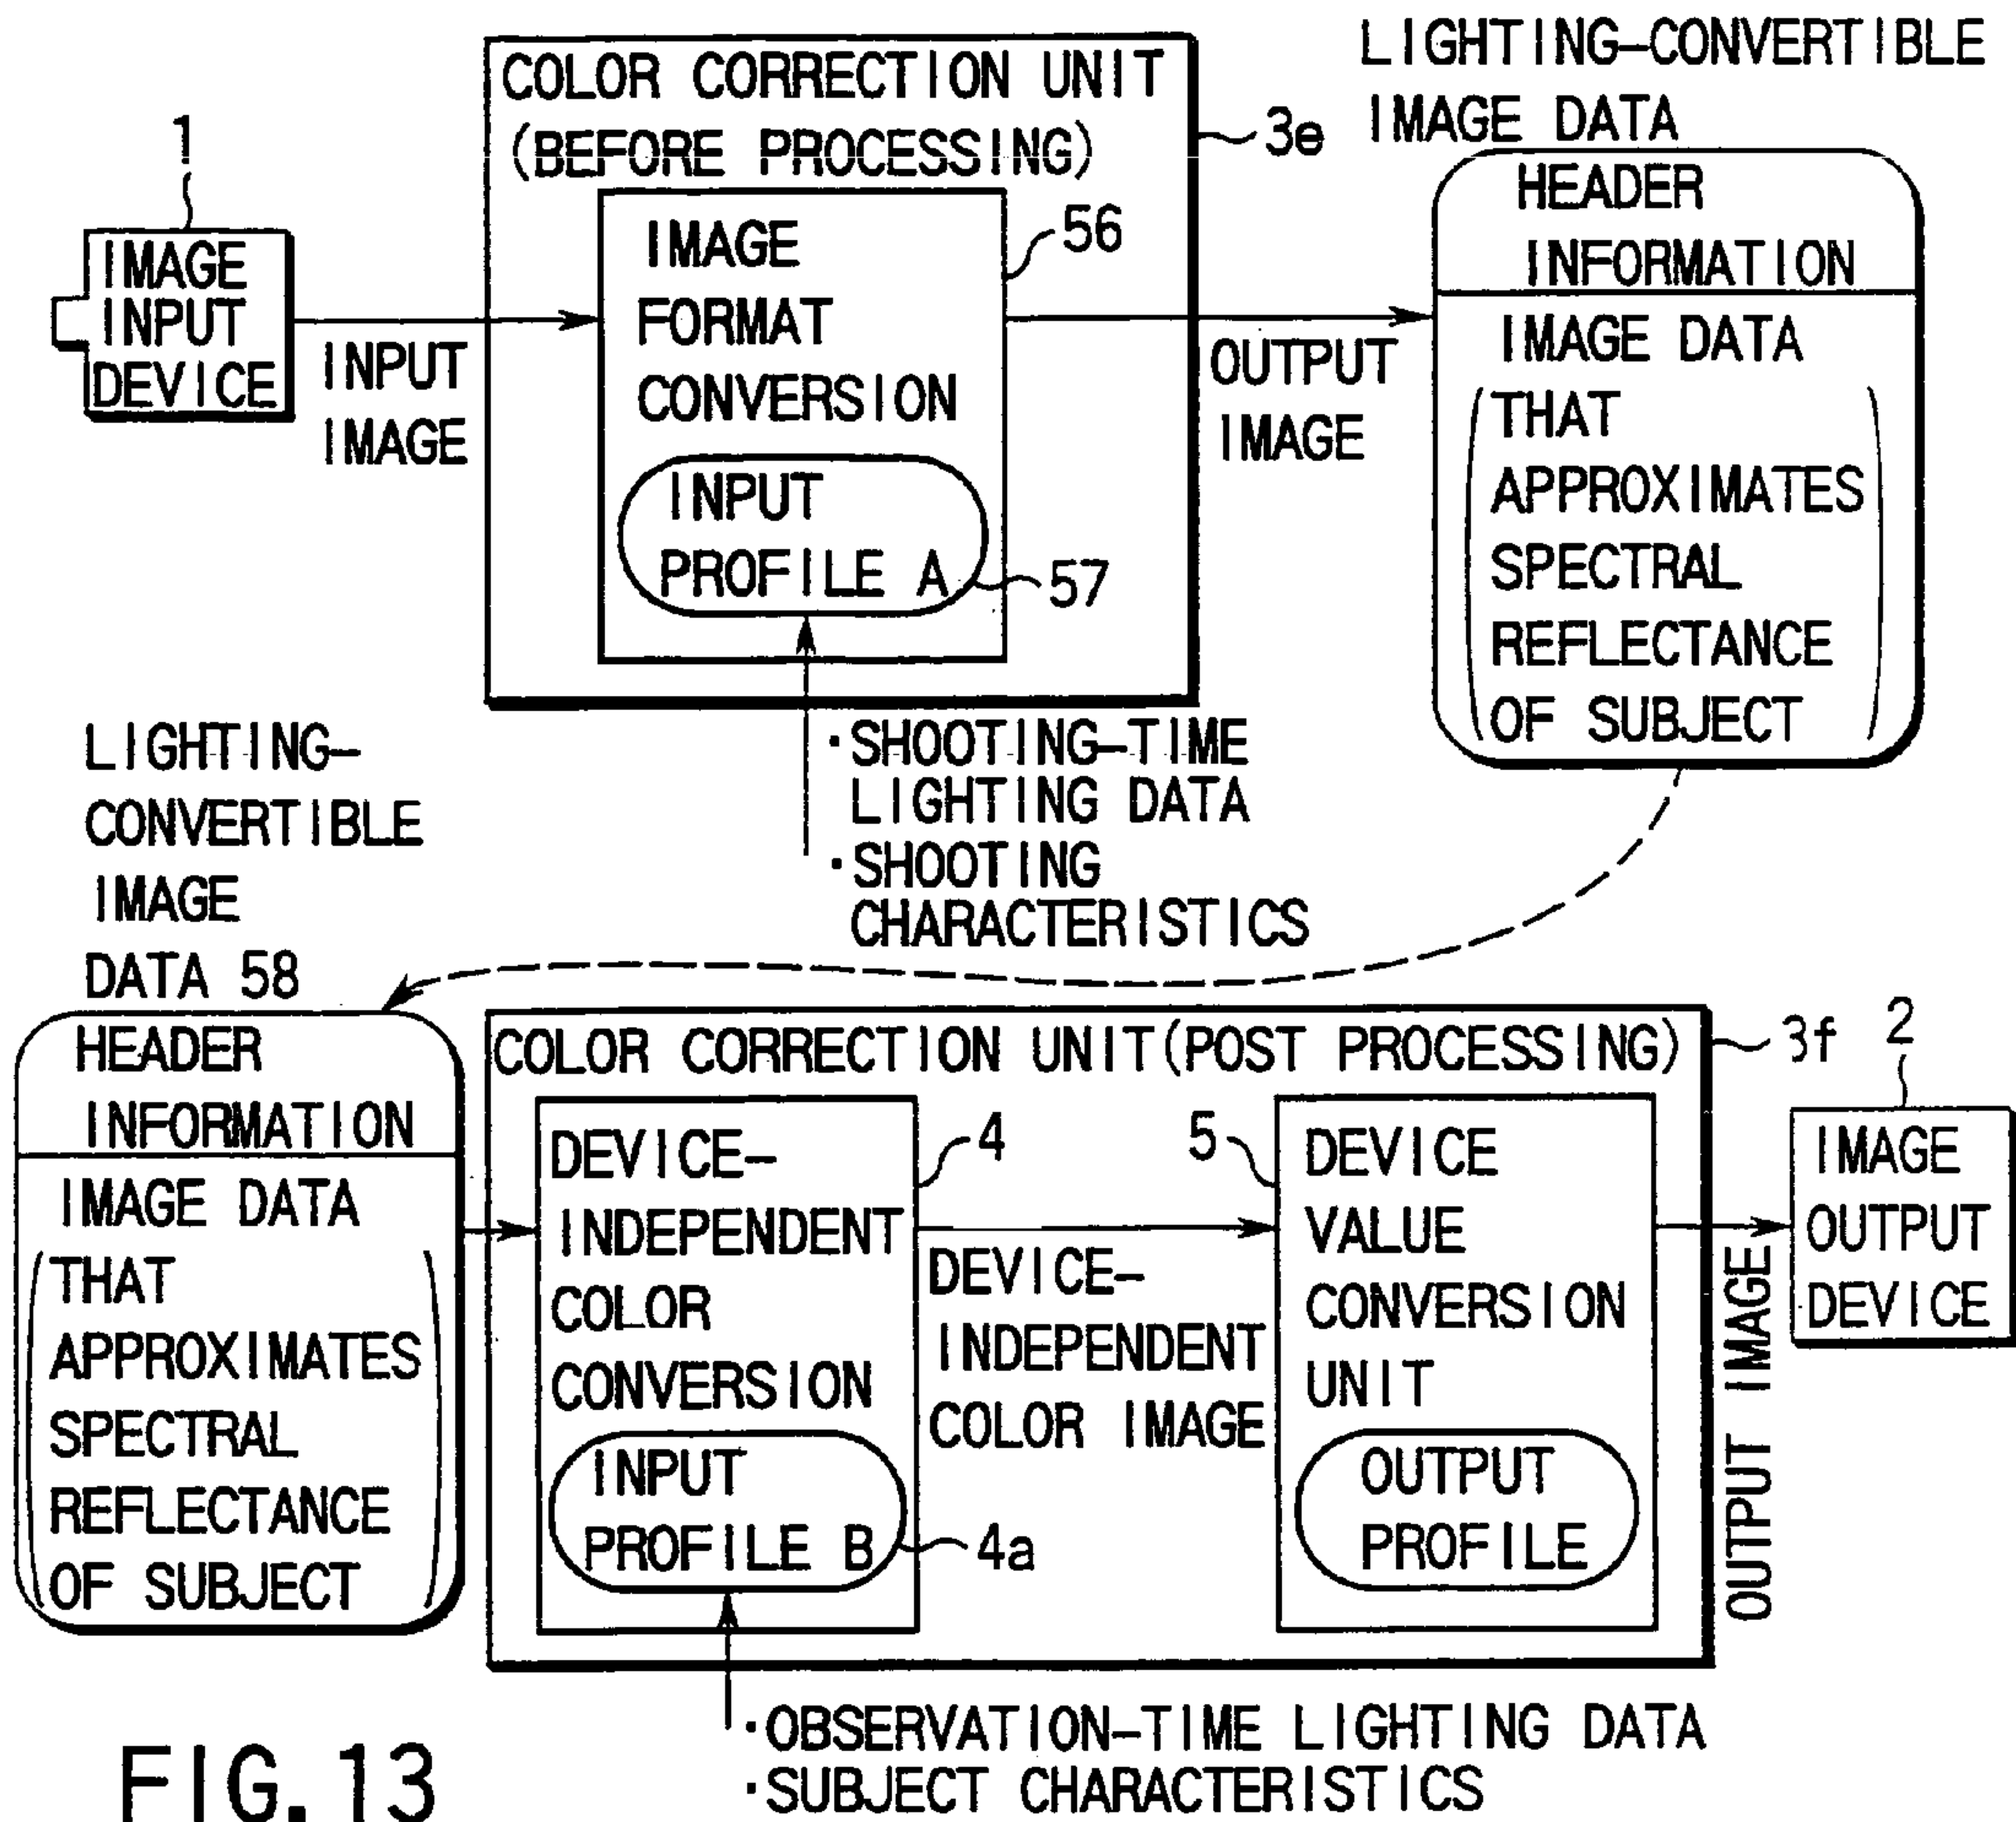 1
IMAGE
INPUT
DEVICE
INPUT
IMAGE
COLOR CORRECTION UNIT
(BEFORE PROCESSING)
3e
IMAGE
FORMAT
CONVERSION
56
INPUT
PROFILE A
57
OUTPUT
IMAGE
LIGHTING-CONVERTIBLE
IMAGE DATA
HEADER
INFORMATION
IMAGE DATA
(THAT
APPROXIMATES
SPECTRAL
REFLECTANCE
OF SUBJECT)
・SHOOTING-TIME
LIGHTING DATA
・SHOOTING
CHARACTERISTICS
LIGHTING-
CONVERTIBLE
IMAGE
DATA 58
HEADER
INFORMATION
IMAGE DATA
(THAT
APPROXIMATES
SPECTRAL
REFLECTANCE
OF SUBJECT)
COLOR CORRECTION UNIT(POST PROCESSING)
3f
DEVICE-
INDEPENDENT
COLOR
CONVERSION
4
INPUT
PROFILE B
4a
DEVICE-
INDEPENDENT
COLOR IMAGE
5
DEVICE
VALUE
CONVERSION
UNIT
OUTPUT
PROFILE
OUTPUT IMAGE
2
IMAGE
OUTPUT
DEVICE
・OBSERVATION-TIME LIGHTING DATA
・SUBJECT CHARACTERISTICS
FIG. 13